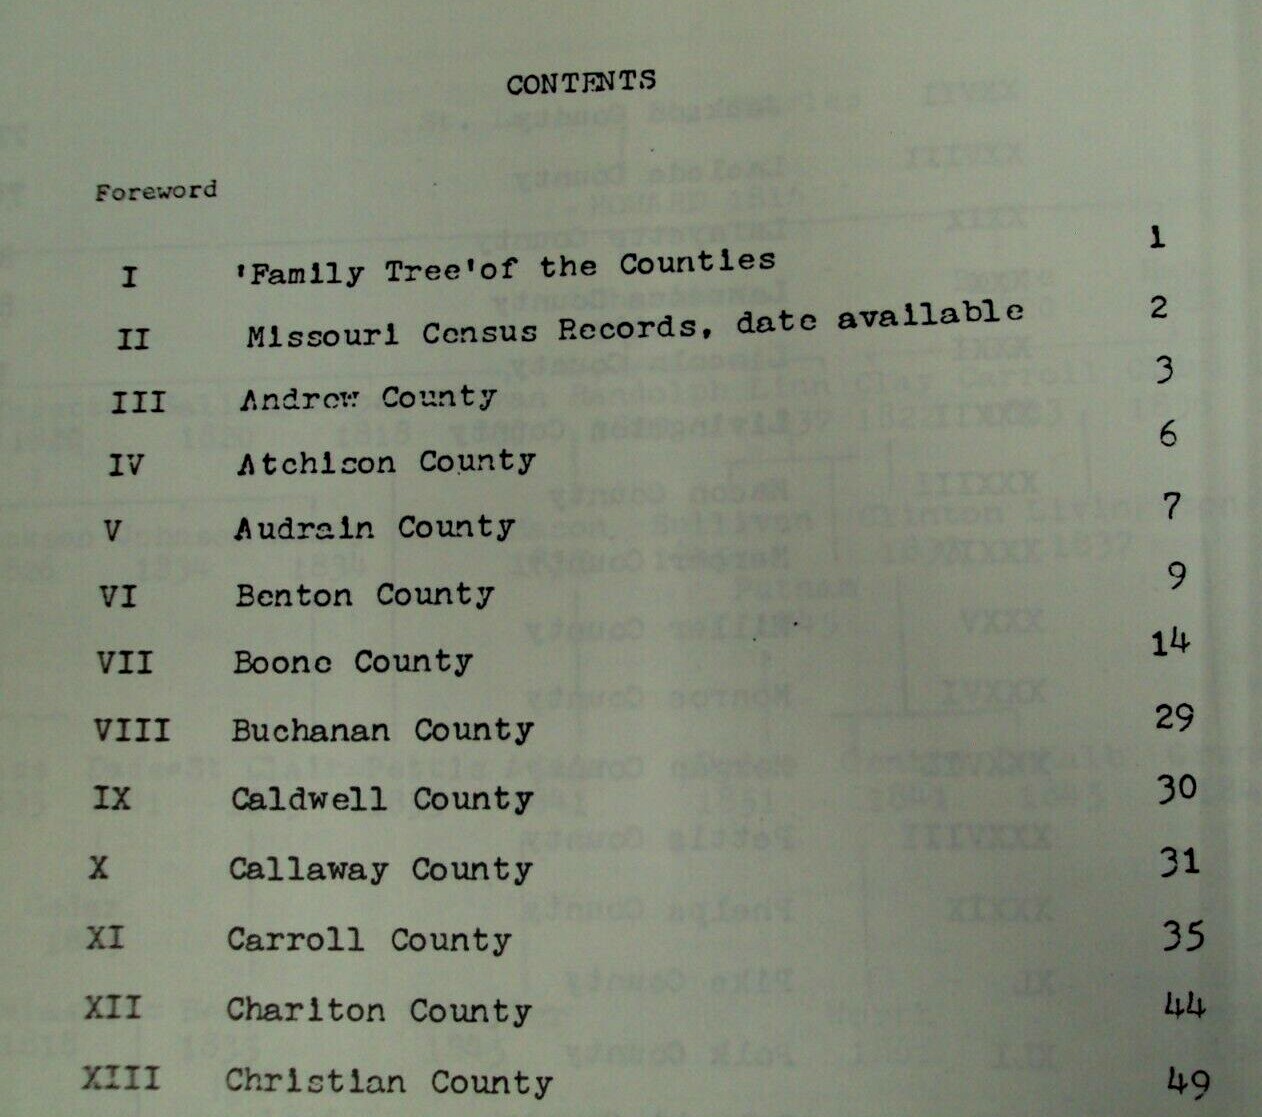 CONTENTS
Foreword
I 'Family Tree'of the Counties 1
II Missouri Census Records, date available 2
III Andrew County 3
IV Atchison County 6
V Audrain County 7
VI Benton County 9
VII Boone County 14
VIII Buchanan County 29
IX Caldwell County 30
X Callaway County 31
XI Carroll County 35
XII Chariton County 44
XIII Christian County 49